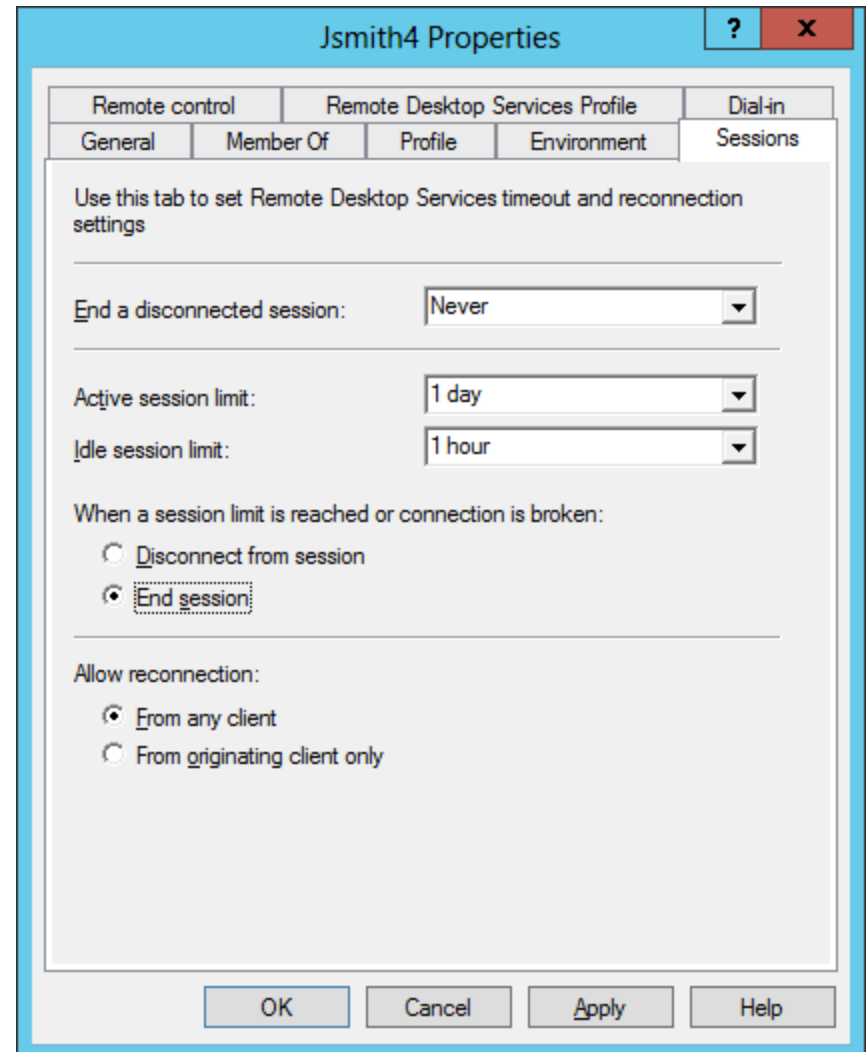 Jsmith4 Properties
? x
Remote control Remote Desktop Services Profile Dial-in
General Member Of Profile Environment Sessions
Use this tab to set Remote Desktop Services timeout and reconnection
settings
End a disconnected session: Never
Active session limit: 1 day
Idle session limit: 1 hour
When a session limit is reached or connection is broken:
Disconnect from session
End session
Allow reconnection:
From any client
From originating client only
OK Cancel Apply Help